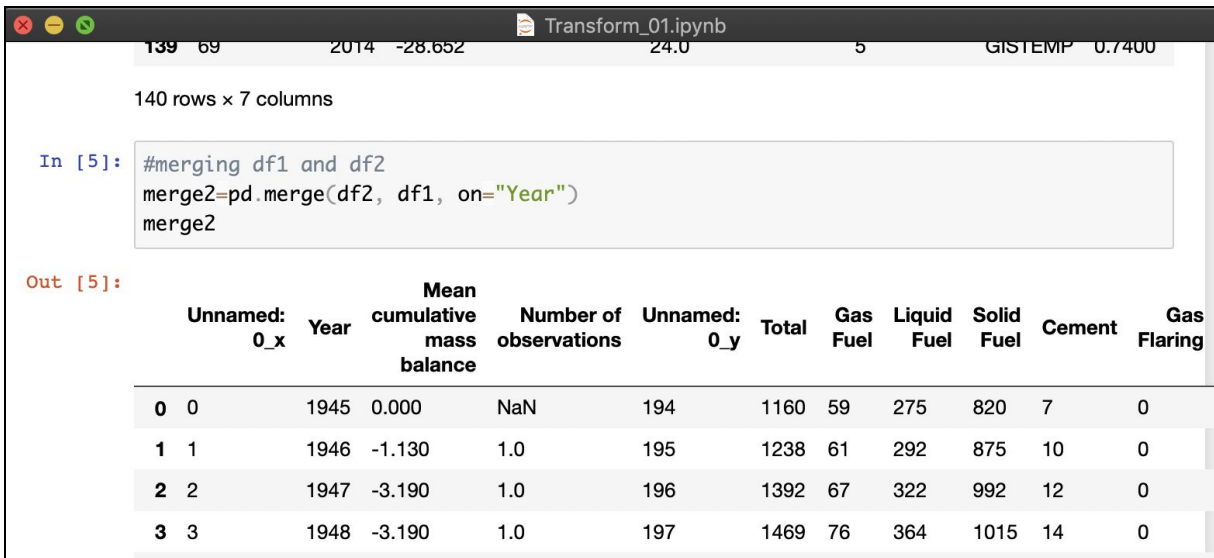 Transform_01.ipynb
139 69 2014 -28.652 24.0 5 GISTEMP 0.7400
140 rows × 7 columns
In [5]: #merging df1 and df2
merge2=pd.merge(df2, df1, on="Year")
merge2
Out [5]:
Unnamed: 0_x Year Mean cumulative mass balance Number of observations Unnamed: 0_y Total Gas Fuel Liquid Fuel Solid Fuel Cement Gas Flaring
0 0 1945 0.000 NaN 194 1160 59 275 820 7 0
1 1 1946 -1.130 1.0 195 1238 61 292 875 10 0
2 2 1947 -3.190 1.0 196 1392 67 322 992 12 0
3 3 1948 -3.190 1.0 197 1469 76 364 1015 14 0